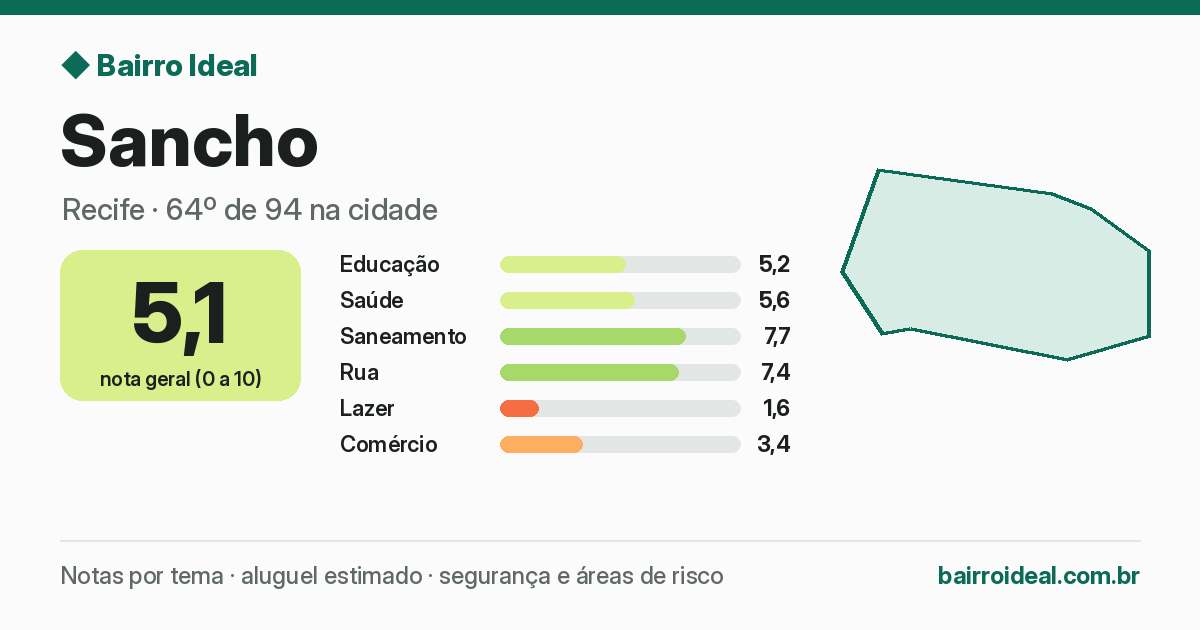 Bairro Ideal
Sancho
Recife · 64º de 94 na cidade
5,1
nota geral (0 a 10)
Educação 5,2
Saúde 5,6
Saneamento 7,7
Rua 7,4
Lazer 1,6
Comércio 3,4
Notas por tema · aluguel estimado · segurança e áreas de risco
bairroideal.com.br